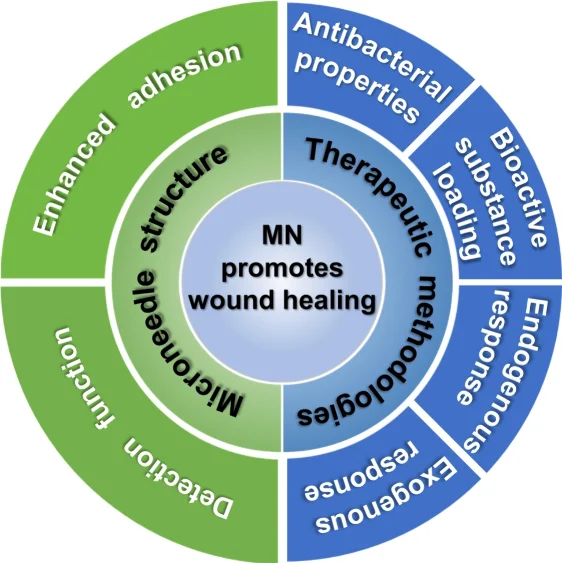 MN
promotes
wound healing
Microneedle structure
Therapeutic methodologies
Enhanced adhesion
Detection function
Antibacterial
properties
Bioactive
substance
loading
Endogenous
response
Exogenous
response